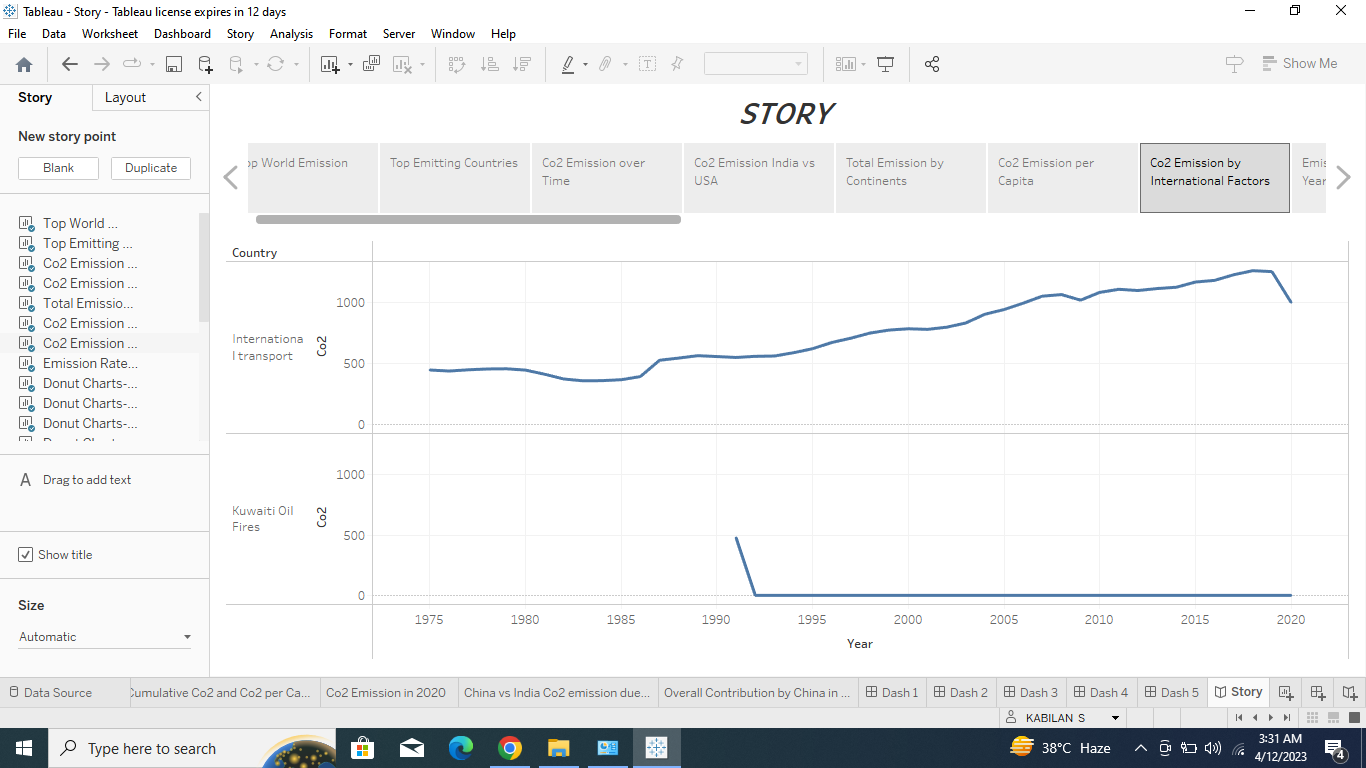 Tableau - Story - Tableau license expires in 12 days
File Data Worksheet Dashboard Story Analysis Format Server Window Help
Show Me
Story Layout
New story point
Blank Duplicate
Top World ...
Top Emitting ...
Co2 Emission ...
Co2 Emission ...
Total Emissio...
Co2 Emission ...
Co2 Emission ...
Emission Rate...
Donut Charts-...
Donut Charts-...
Donut Charts-...
A Drag to add text
Show title
Size
Automatic
STORY
op World Emission
Top Emitting Countries
Co2 Emission over
Time
Co2 Emission India vs
USA
Total Emission by
Continents
Co2 Emission per
Capita
Co2 Emission by
International Factors
Emis
Year
Country
Internationa
l transport
Co2
1000
500
0
Kuwaiti Oil
Fires
Co2
1000
500
0
1975 1980 1985 1990 1995 2000 2005 2010 2015 2020
Year
Data Source Cumulative Co2 and Co2 per Ca... Co2 Emission in 2020 China vs India Co2 emission due... Overall Contribution by China in ... Dash 1 Dash 2 Dash 3 Dash 4 Dash 5 Story
KABILAN S
Type here to search
38°C Haze
3:31 AM
4/12/2023
4